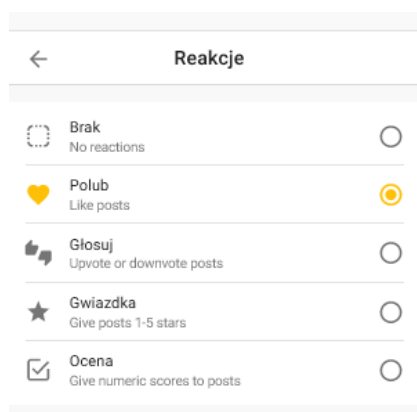 Reakcje
Brak
No reactions
Polub
Like posts
Głosuj
Upvote or downvote posts
Gwiazdka
Give posts 1-5 stars
Ocena
Give numeric scores to posts